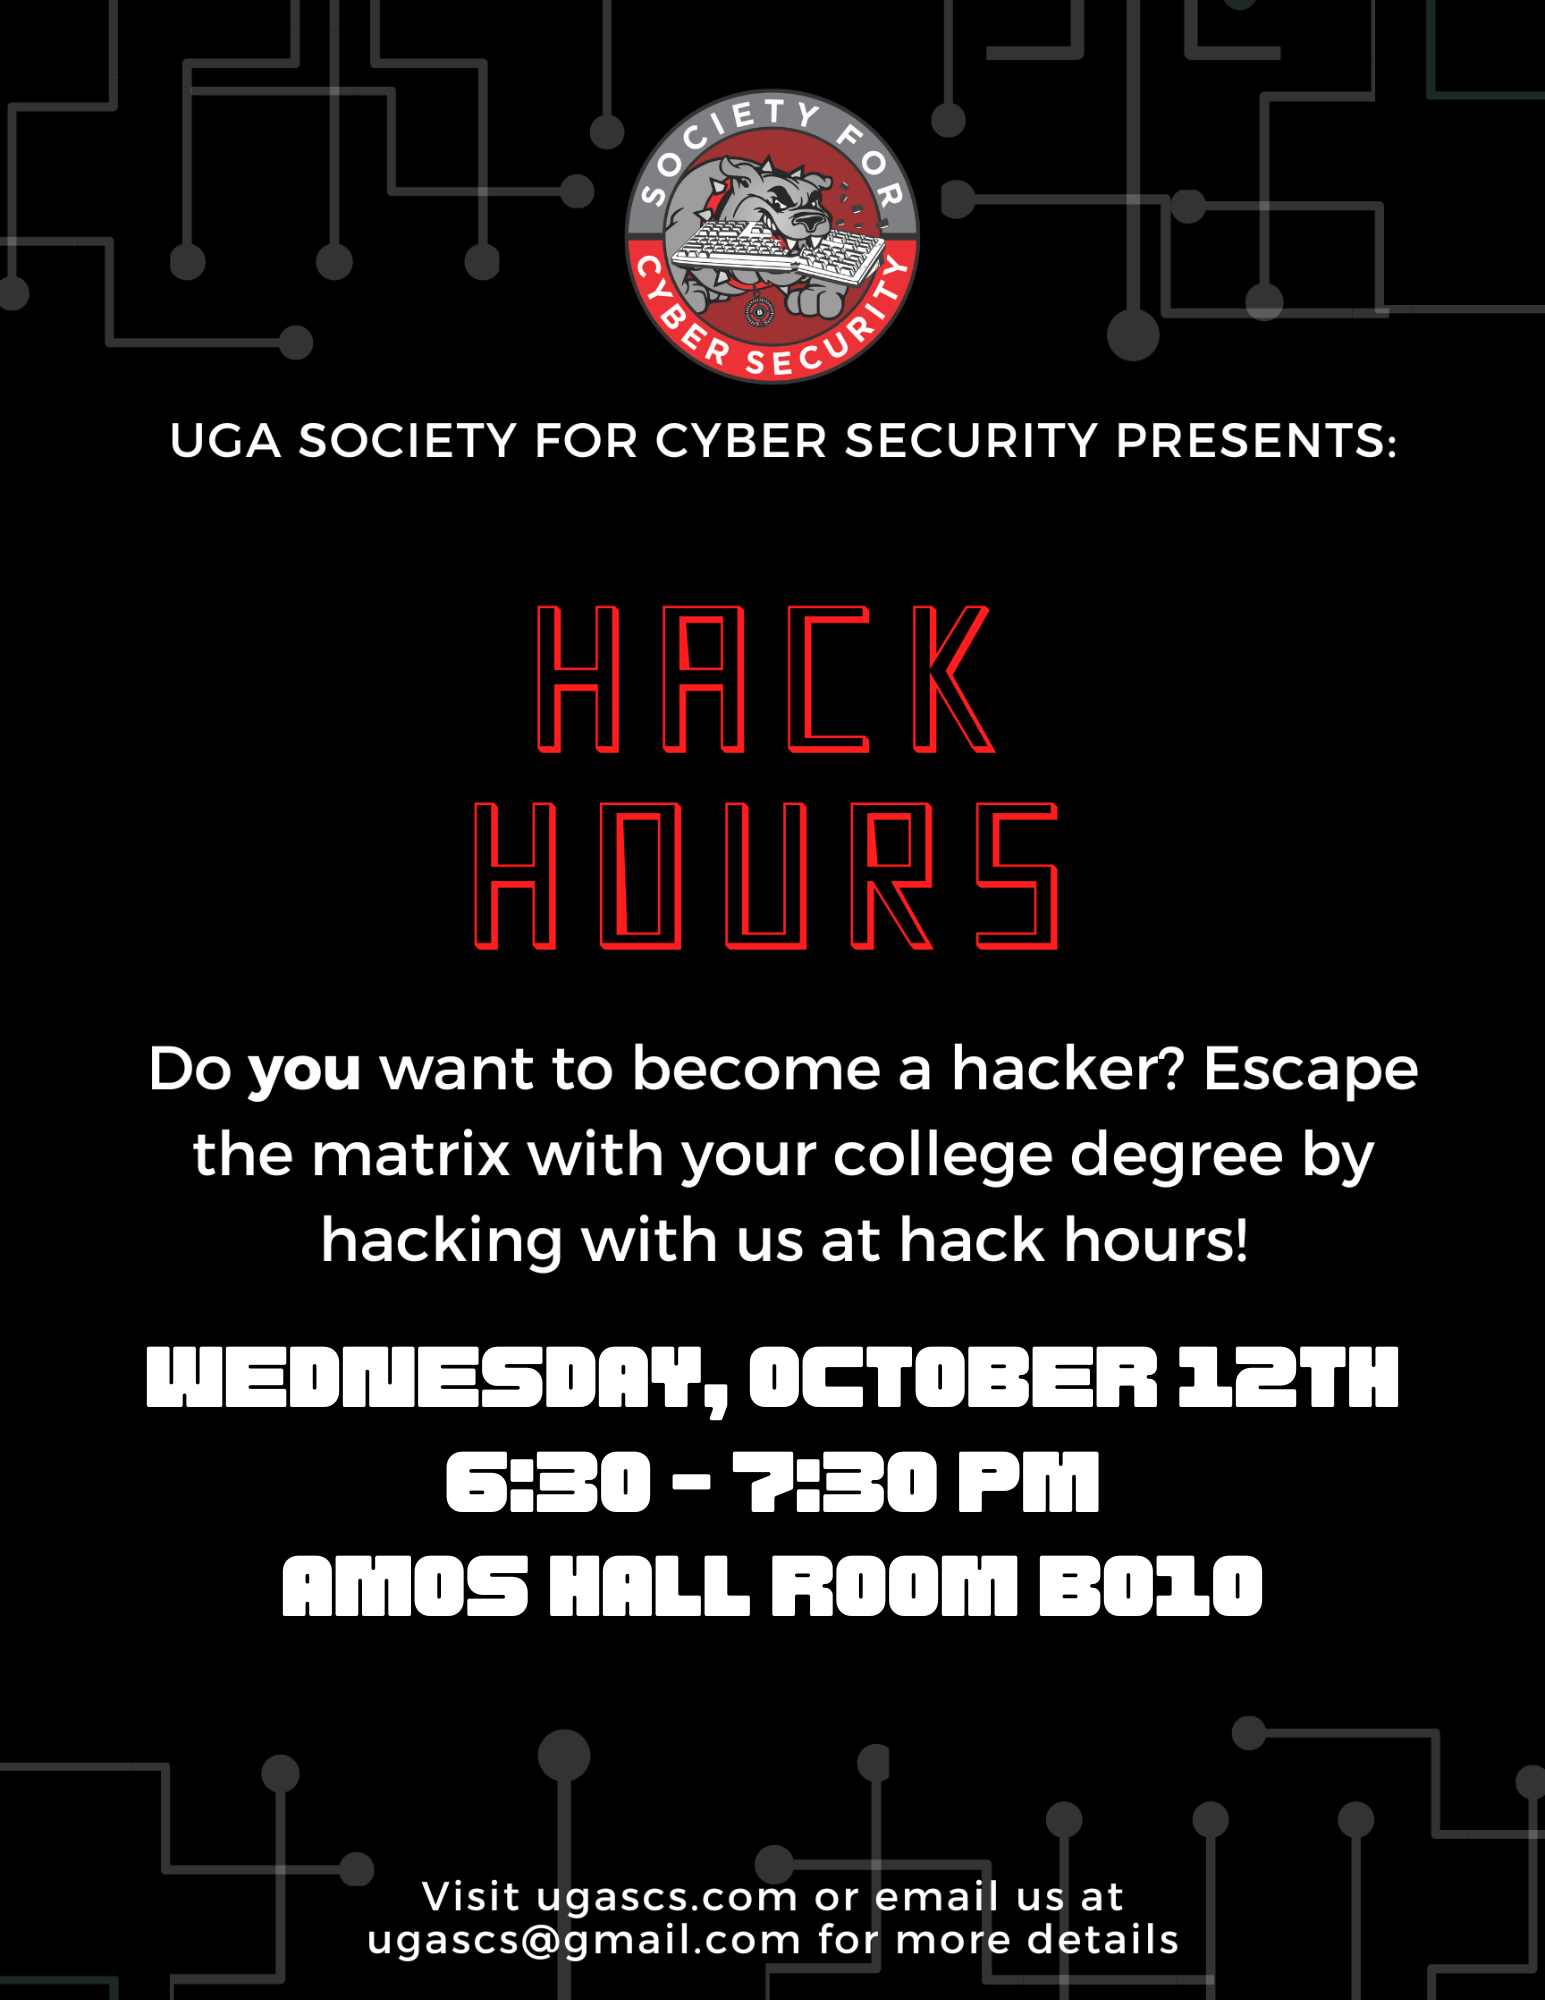 SOCIETY FOR
CYBER SECURITY
UGA SOCIETY FOR CYBER SECURITY PRESENTS:
HACK
HOURS
Do you want to become a hacker? Escape
the matrix with your college degree by
hacking with us at hack hours!
WEDNESDAY, OCTOBER 12TH
6:30 - 7:30 PM
AMOS HALL ROOM B010
Visit ugascs.com or email us at
ugascs@gmail.com for more details